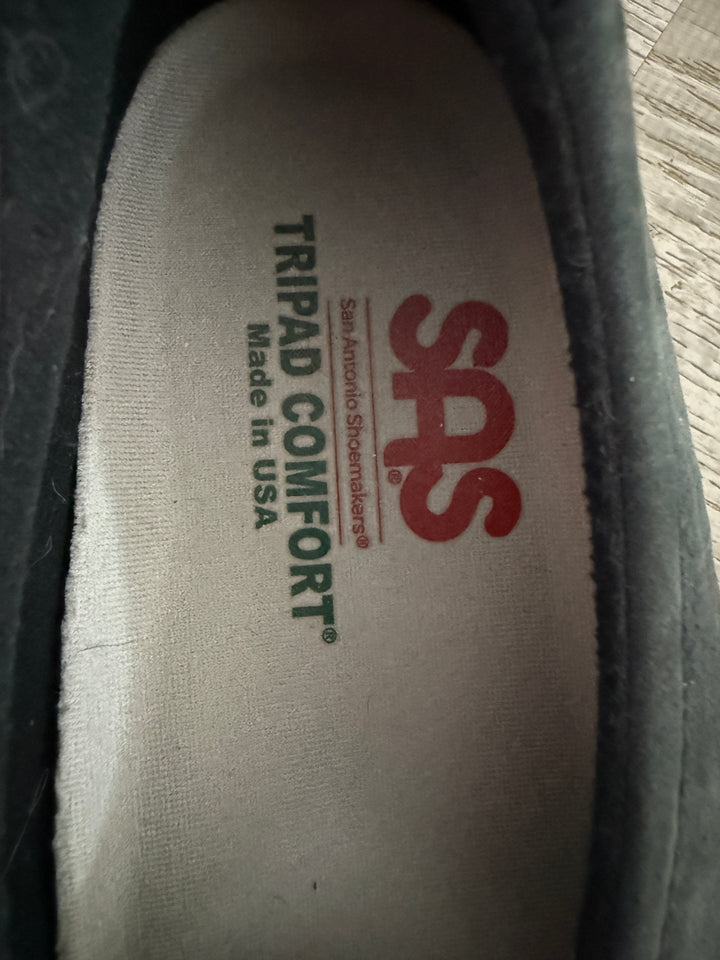 SAS®
San Antonio Shoemakers®
TRIPAD COMFORT®
Made in USA